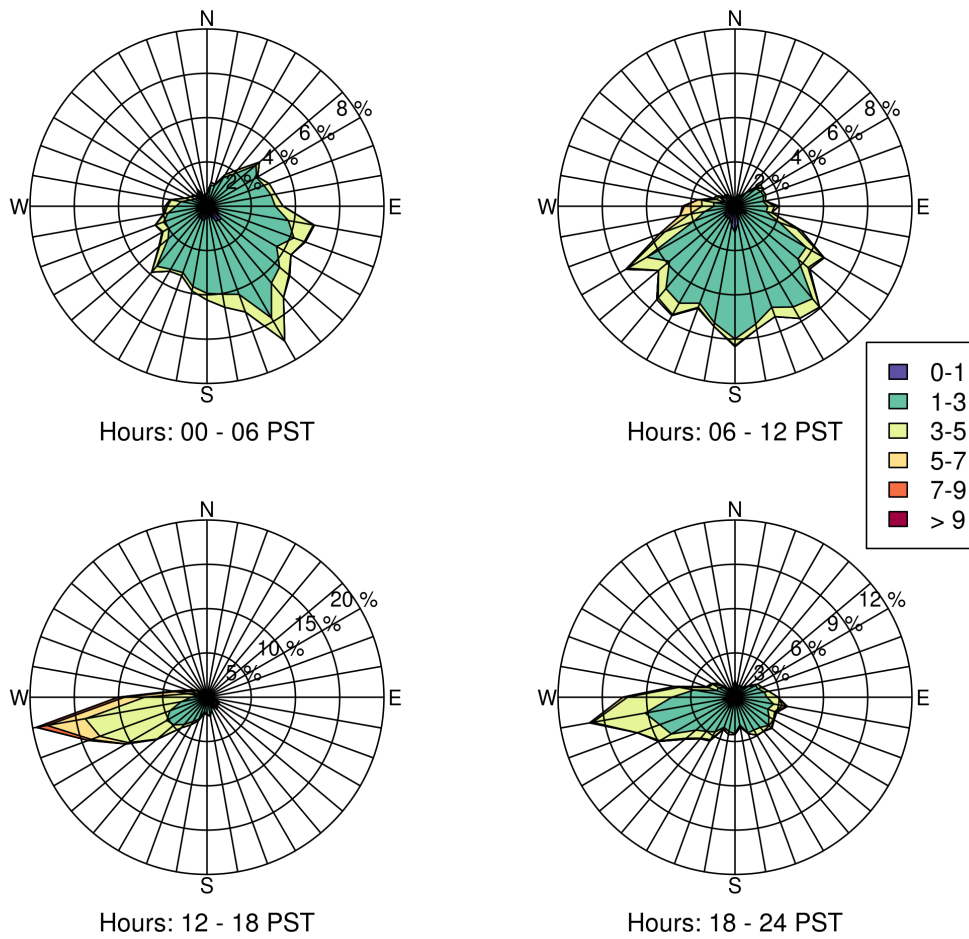 N
8 %
6 %
4 %
2 %
W
E
S
Hours: 00 - 06 PST
N
8 %
6 %
4 %
2 %
W
E
S
Hours: 06 - 12 PST
0-1
1-3
3-5
5-7
7-9
> 9
N
20 %
15 %
10 %
5 %
W
E
S
Hours: 12 - 18 PST
N
12 %
9 %
6 %
3 %
W
E
S
Hours: 18 - 24 PST